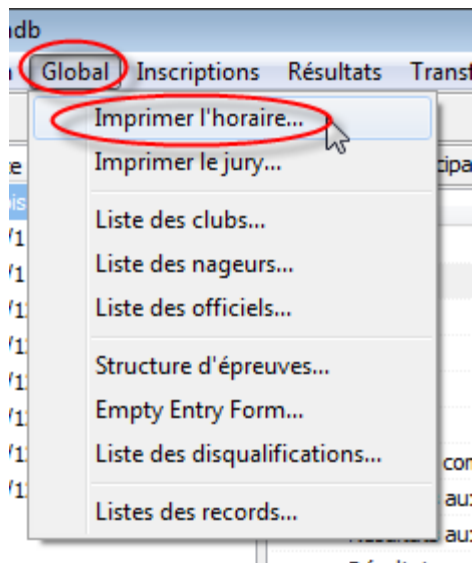 Global Inscriptions Résultats
Imprimer l'horaire...
Imprimer le jury...
Liste des clubs...
Liste des nageurs...
Liste des officiels...
Structure d'épreuves...
Empty Entry Form...
Liste des disqualifications...
Listes des records...